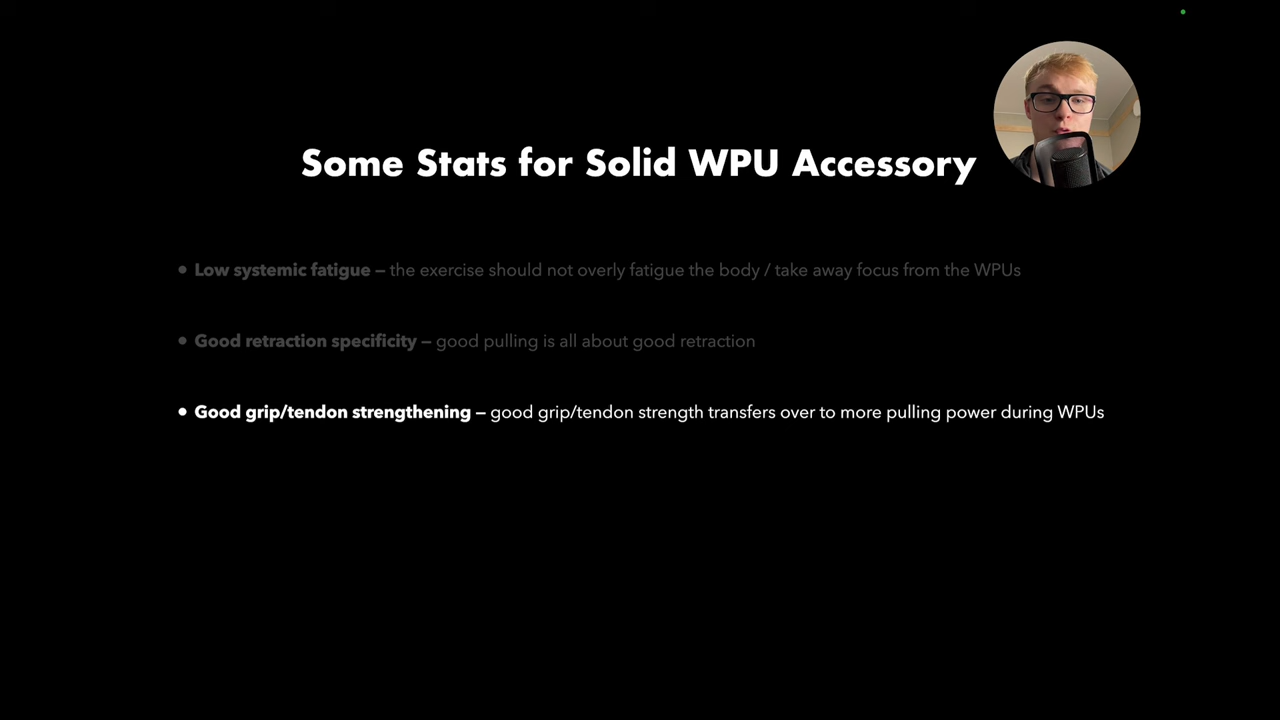 Some Stats for Solid WPU Accessory
• Low systemic fatigue – the exercise should not overly fatigue the body / take away focus from the WPUs
• Good retraction specificity – good pulling is all about good retraction
• Good grip/tendon strengthening – good grip/tendon strength transfers over to more pulling power during WPUs